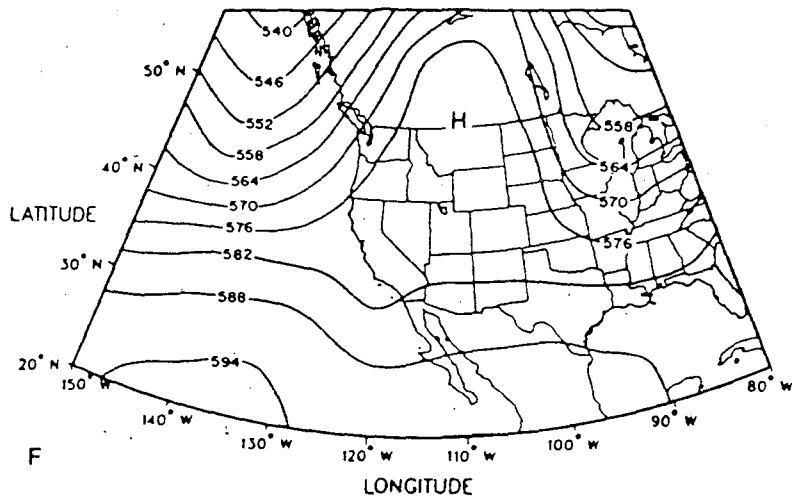 540
50° N
546
552
H
558
558
40° N
564
564
570
570
LATITUDE
576
576
582
30° N
588
594
20° N
150° W
80° W
140° W
90° W
130° W
120° W
110° W
100° W
F
LONGITUDE